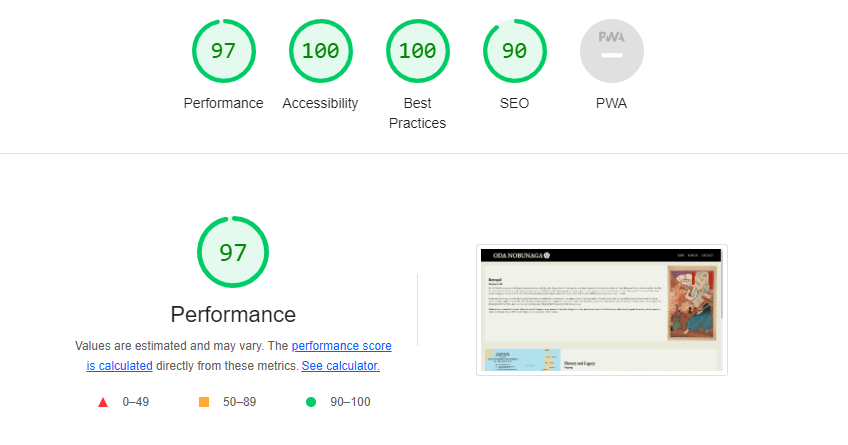 97
100
100
90
PWA
Performance
Accessibility
Best
Practices
SEO
PWA
97
Performance
Values are estimated and may vary. The performance score
is calculated directly from these metrics. See calculator.
0–49
50–89
90–100
ODA NOBUNAGA
Betrayal
History and Legacy